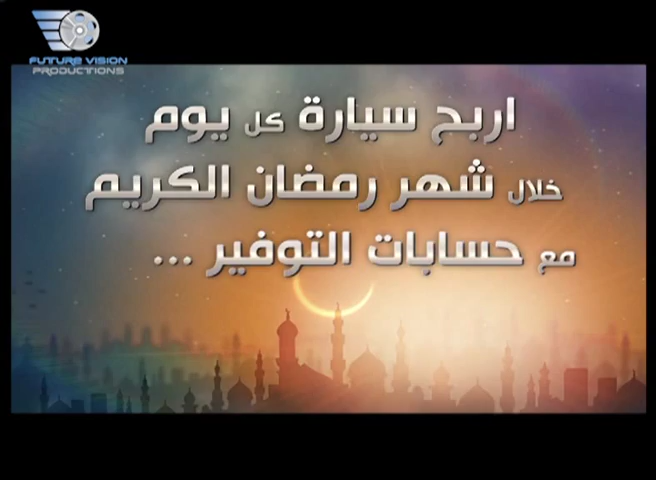 FUTURE VISION
PRODUCTIONS
اربح سيارة كل يوم
خلال شهر رمضان الكريم
مع حسابات التوفير ...